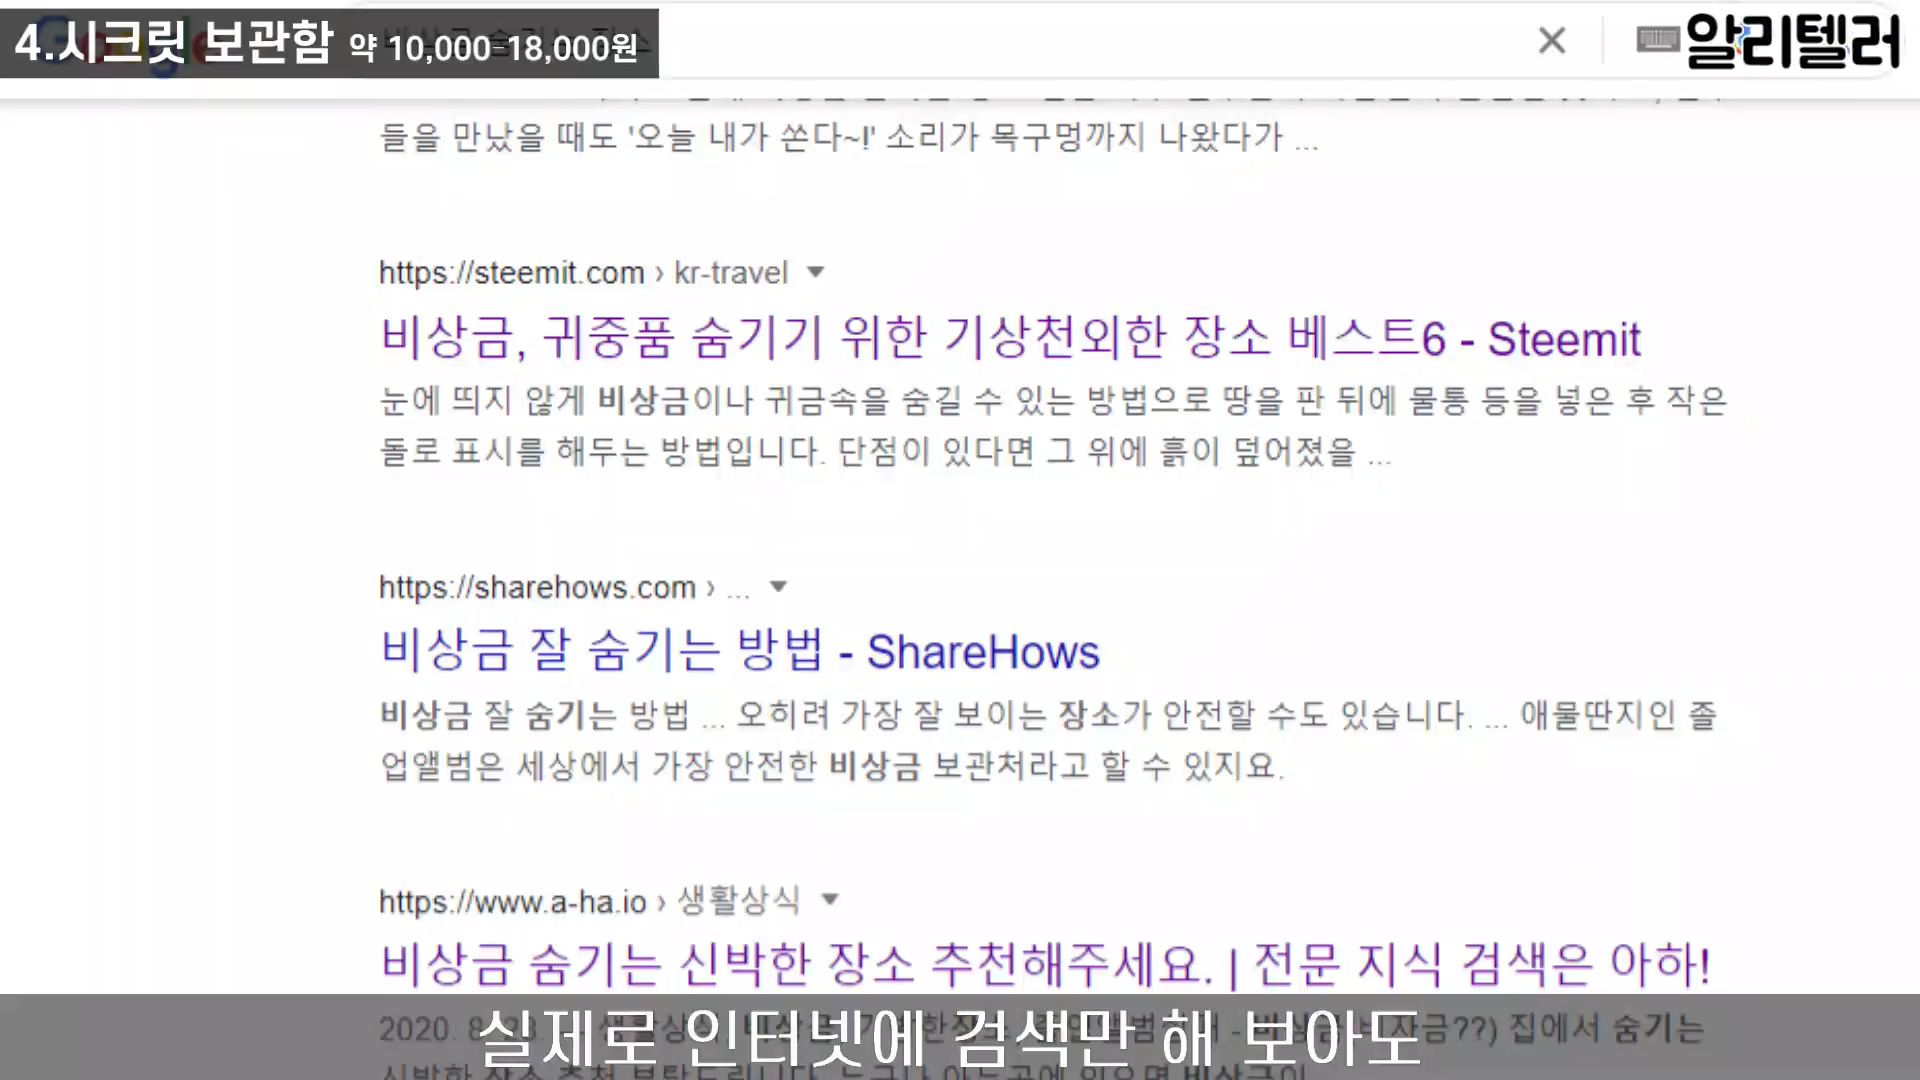 4.시크릿 보관함 약 10,000-18,000원
알리텔러
들을 만났을 때도 '오늘 내가 쏜다~!' 소리가 목구멍까지 나왔다가 ...
https://steemit.com › kr-travel
비상금, 귀중품 숨기기 위한 기상천외한 장소 베스트6 - Steemit
눈에 띄지 않게 비상금이나 귀금속을 숨길 수 있는 방법으로 땅을 판 뒤에 물통 등을 넣은 후 작은
돌로 표시를 해두는 방법입니다. 단점이 있다면 그 위에 흙이 덮어졌을 ...
https://sharehows.com › ...
비상금 잘 숨기는 방법 - ShareHows
비상금 잘 숨기는 방법 ... 오히려 가장 잘 보이는 장소가 안전할 수도 있습니다. ... 애물딴지인 졸
업앨범은 세상에서 가장 안전한 비상금 보관처라고 할 수 있지요.
https://www.a-ha.io › 생활상식
비상금 숨기는 신박한 장소 추천해주세요. | 전문 지식 검색은 아하!
2020. 집에서 숨기는
실제로 인터넷에 검색만 해 보아도